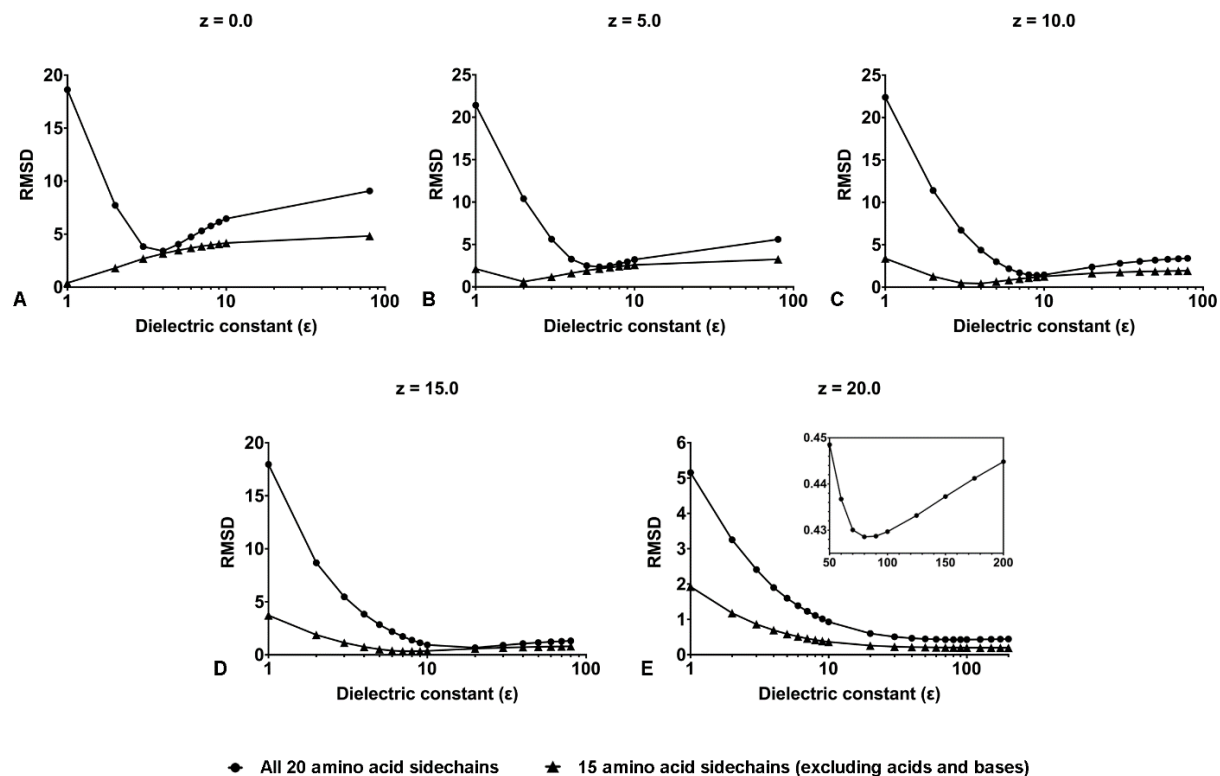 z = 0.0
z = 5.0
z = 10.0
20
15
10
5
0
RMSD
A
1
10
100
Dielectric constant (ε)
25
20
15
10
5
0
RMSD
B
1
10
100
Dielectric constant (ε)
25
20
15
10
5
0
RMSD
C
1
10
100
Dielectric constant (ε)
z = 15.0
z = 20.0
20
15
10
5
0
RMSD
D
1
10
100
Dielectric constant (ε)
6
5
4
3
2
1
0
RMSD
E
1
10
100
Dielectric constant (ε)
0.45
0.44
0.43
50
100
150
200
All 20 amino acid sidechains
15 amino acid sidechains (excluding acids and bases)